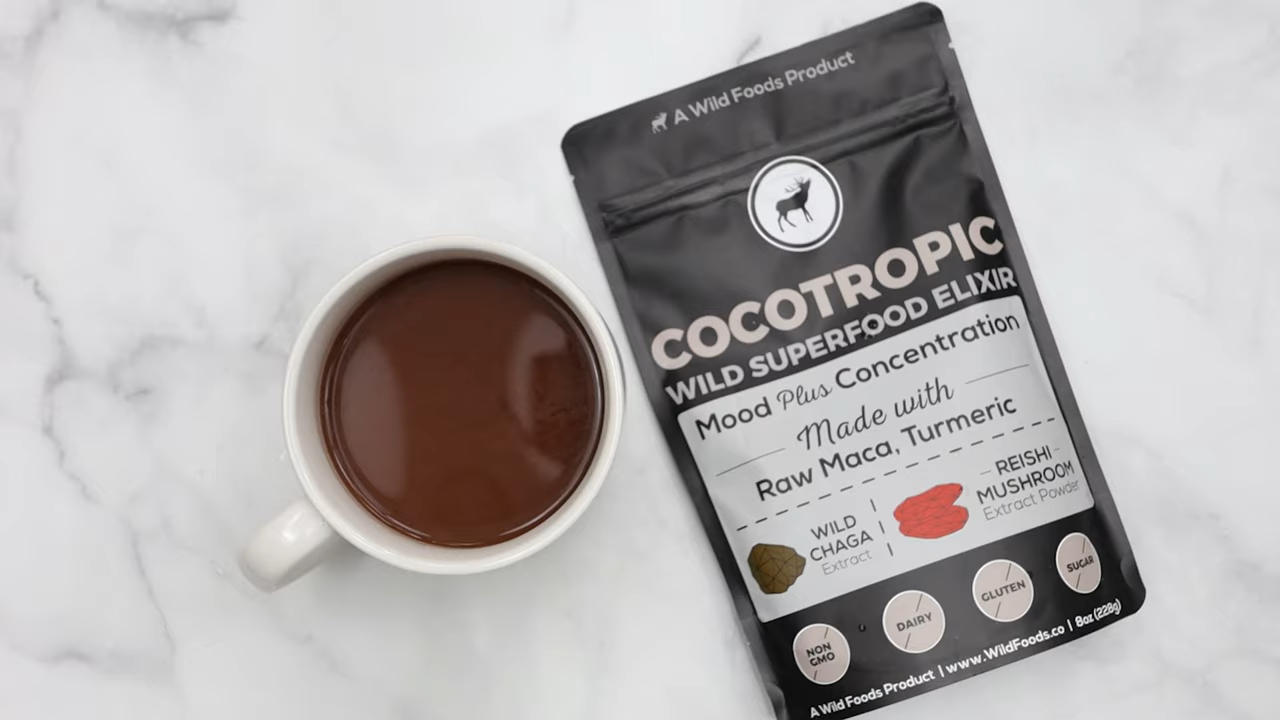 A Wild Foods Product
COCOTROPIC
WILD SUPERFOOD ELIXIR
Mood Plus Concentration
Made with
Raw Maca, Turmeric
WILD
CHAGA
Extract
REISHI
MUSHROOM
Extract Powder
NON
GMO
DAIRY
GLUTEN
SUGAR
A Wild Foods Product | www.WildFoods.co | 8oz (228g)